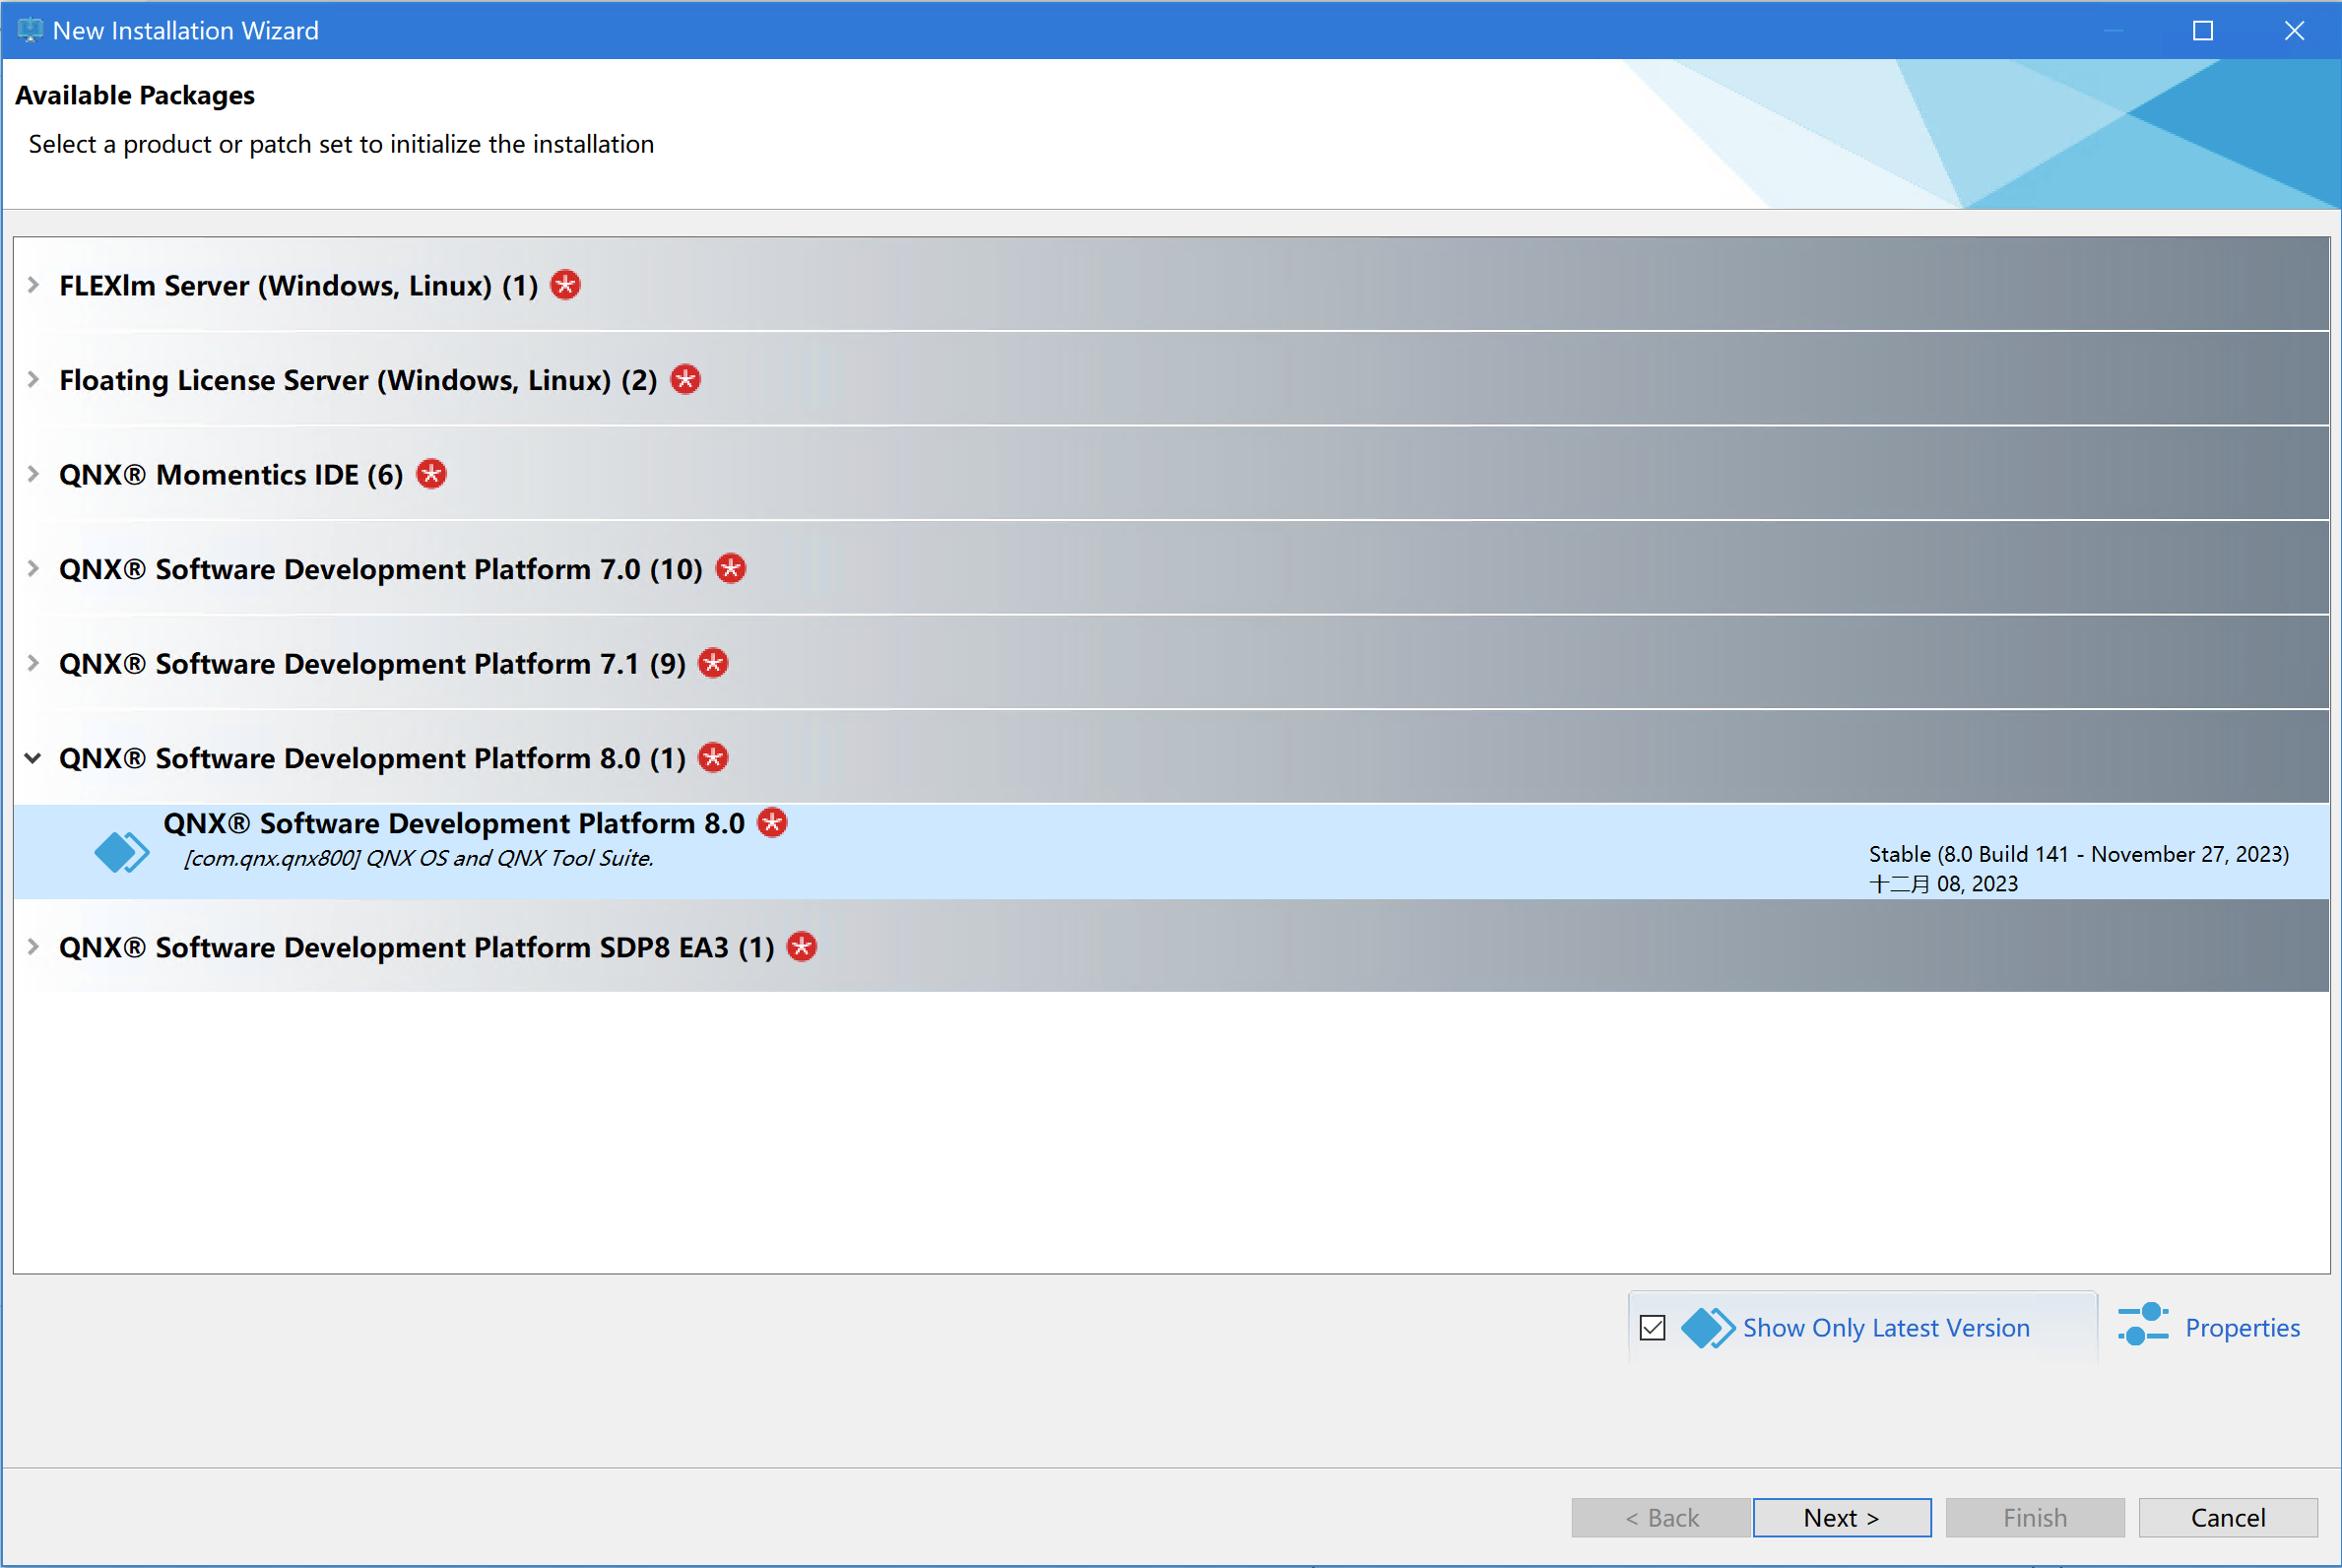 New Installation Wizard
Available Packages
Select a product or patch set to initialize the installation
FLEXlm Server (Windows, Linux) (1)
Floating License Server (Windows, Linux) (2)
QNX® Momentics IDE (6)
QNX® Software Development Platform 7.0 (10)
QNX® Software Development Platform 7.1 (9)
QNX® Software Development Platform 8.0 (1)
QNX® Software Development Platform 8.0
[com.qnx.qnx800] QNX OS and QNX Tool Suite.
Stable (8.0 Build 141 - November 27, 2023)
十二月 08, 2023
QNX® Software Development Platform SDP8 EA3 (1)
Show Only Latest Version
Properties
< Back
Next >
Finish
Cancel